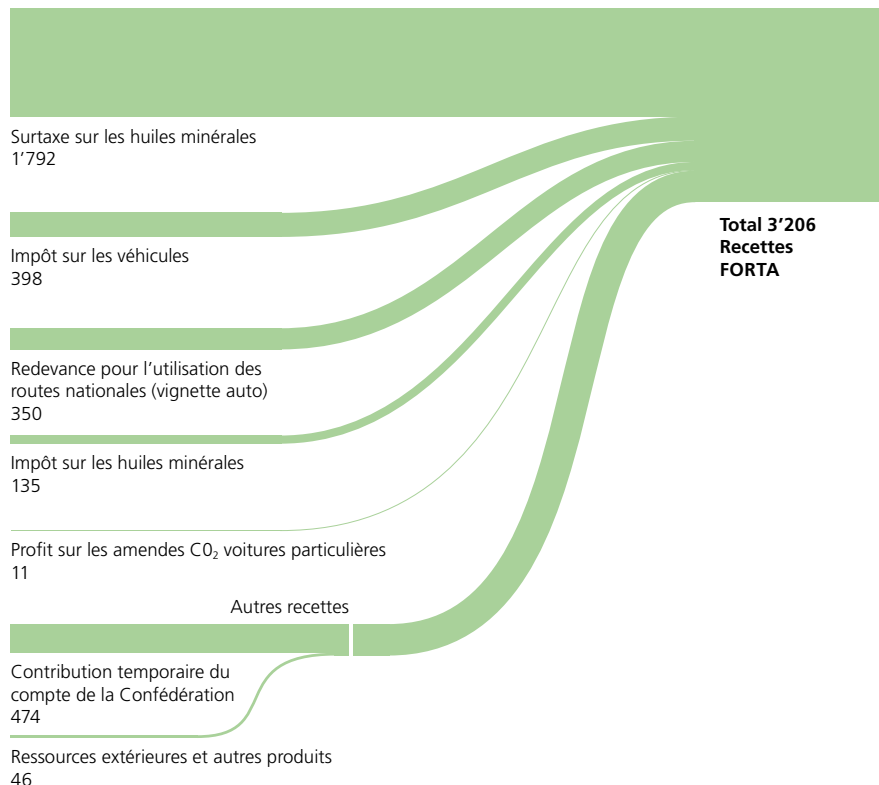 Surtaxe sur les huiles minérales
1’792
Impôt sur les véhicules
398
Redevance pour l’utilisation des
routes nationales (vignette auto)
350
Impôt sur les huiles minérales
135
Profit sur les amendes C0₂ voitures particulières
11
Autres recettes
Contribution temporaire du
compte de la Confédération
474
Ressources extérieures et autres produits
46
Total 3’206
Recettes
FORTA